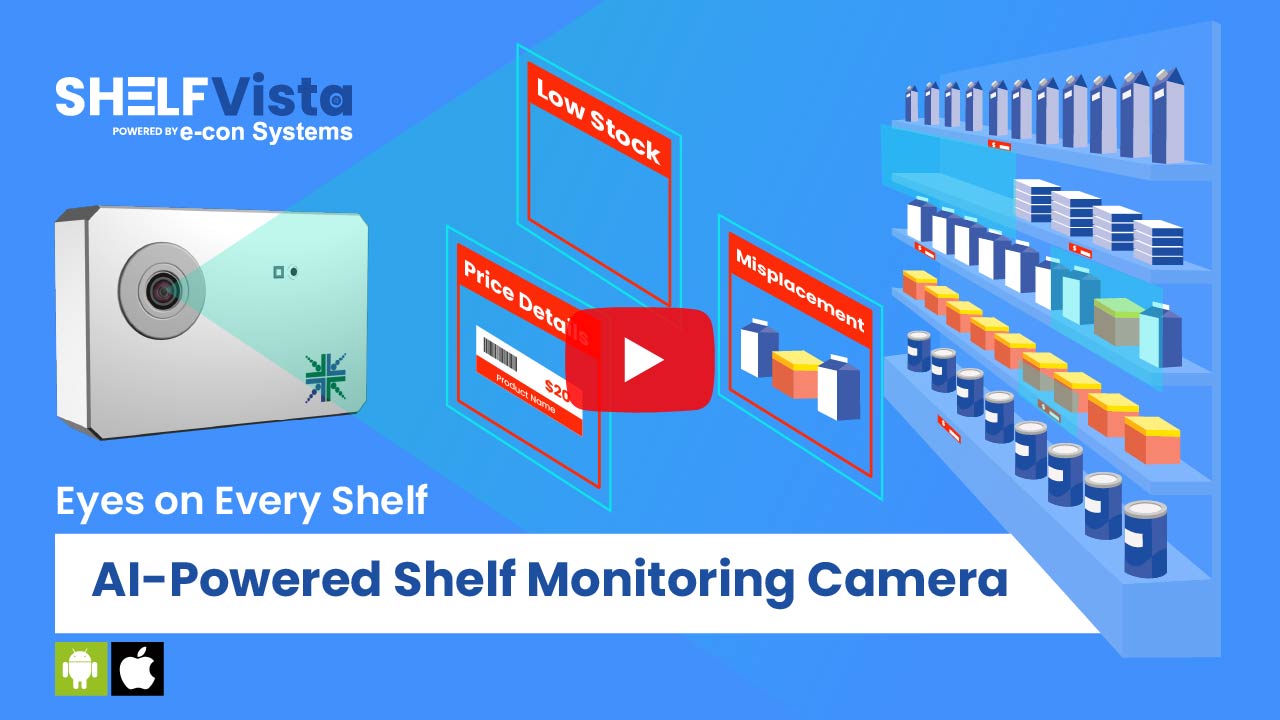 SHELFVista
POWERED BY e-con Systems
Low Stock
Price Details
$20
Product Name
Misplacement
$
$
$
$
$
Eyes on Every Shelf
AI-Powered Shelf Monitoring Camera